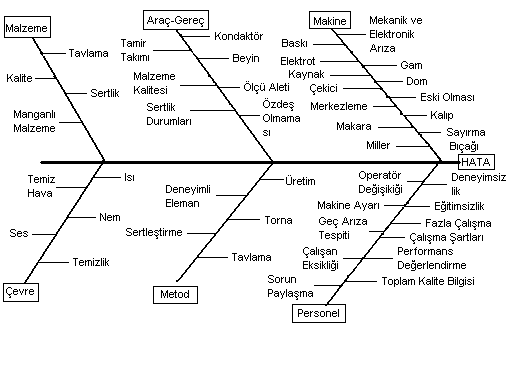 Malzeme
Tavlama
Kalite
Sertlik
Manganlı
Malzeme
Araç-Gereç
Kondaktör
Tamir
Takımı
Beyin
Malzeme
Kalitesi
Ölçü Aleti
Sertlik
Durumları
Özdeş
Olmama
sı
Makine
Mekanik ve
Elektronik
Arıza
Baskı
Elektrot
Kaynak
Gam
Dom
Çekici
Eski Olması
Merkezleme
Kalıp
Makara
Sayırma
Bıçağı
Miller
HATA
Temiz
Hava
Isı
Nem
Ses
Temizlik
Çevre
Üretim
Deneyimli
Eleman
Torna
Sertleştirme
Tavlama
Metod
Operatör
Değişikiği
Deneyimsiz
lik
Makine Ayarı
Eğitimsizlik
Geç Arıza
Tespiti
Fazla Çalışma
Çalışma Şartları
Çalışan
Eksikliği
Performans
Değerlendirme
Sorun
Paylaşma
Toplam Kalite Bilgisi
Personel